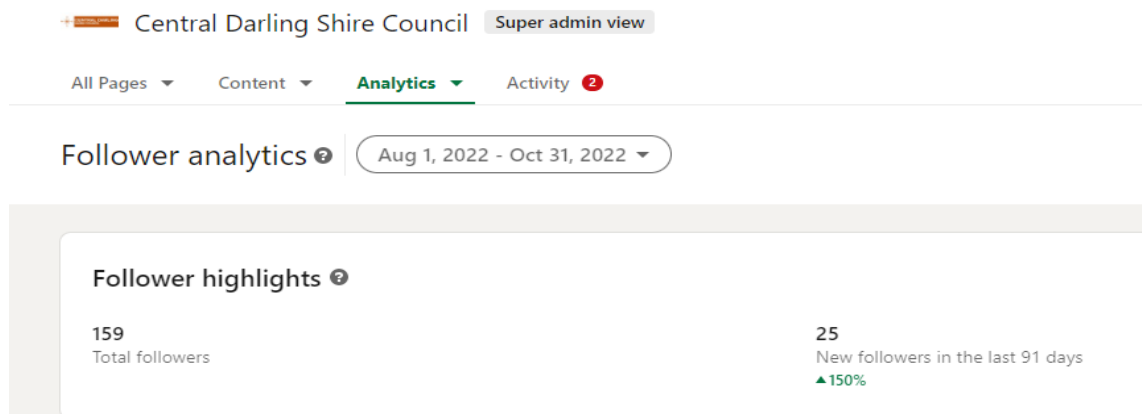 Central Darling Shire Council Super admin view
All Pages Content Analytics Activity 2
Follower analytics Aug 1, 2022 - Oct 31, 2022
Follower highlights
159 25
Total followers New followers in the last 91 days
▲150%